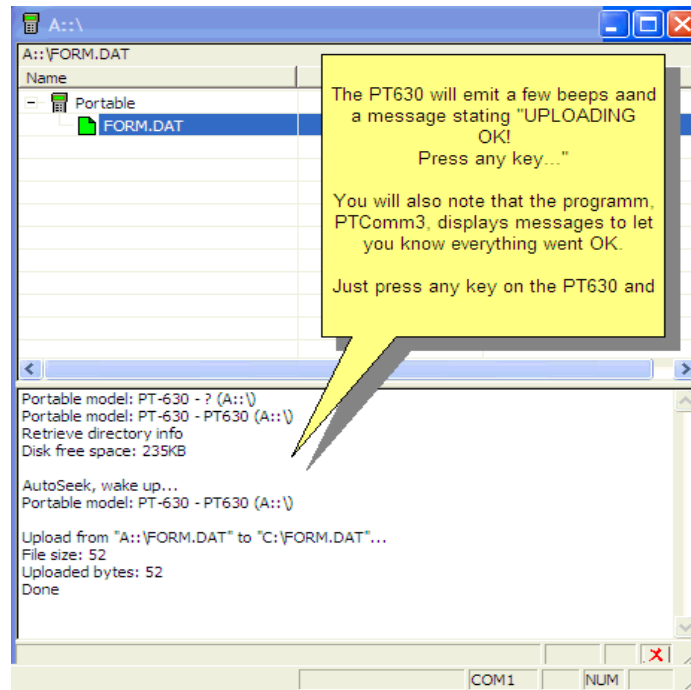 A::\
A::\FORM.DAT
Name
Portable
FORM.DAT
The PT630 will emit a few beeps aand
a message stating "UPLOADING
OK!
Press any key..."
You will also note that the programm,
PTComm3, displays messages to let
you know everything went OK.
Just press any key on the PT630 and
Portable model: PT-630 - ? (A::\)
Portable model: PT-630 - PT630 (A::\)
Retrieve directory info
Disk free space: 235KB
AutoSeek, wake up...
Portable model: PT-630 - PT630 (A::\)
Upload from "A::\FORM.DAT" to "C:\FORM.DAT"...
File size: 52
Uploaded bytes: 52
Done
COM1
NUM